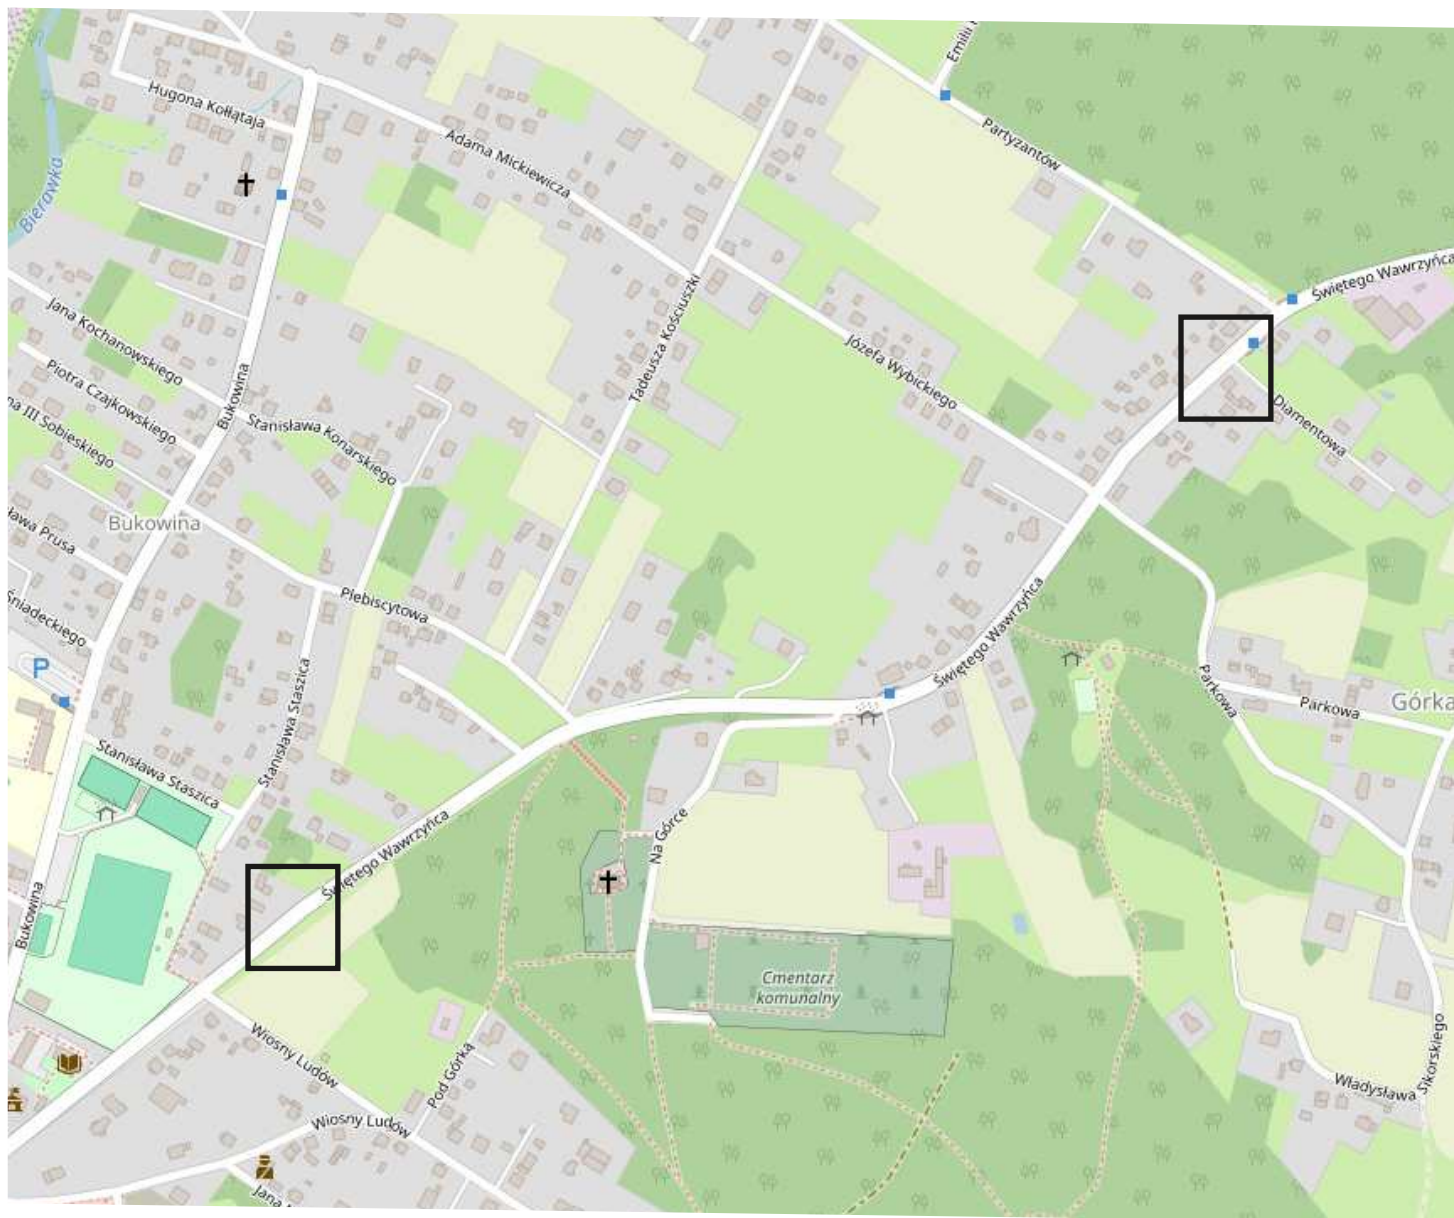 Emilii
Hugona Kołłątaja
Partyzantów
Adama Mickiewicza
Bierawka
Świętego Wawrzyńca
Jana Kochanowskiego
Tadeusza Kościuszki
Józefa Wybickiego
Piotra Czajkowskiego
Bukowina
Diamentowa
na III Sobieskiego
Stanisława Konarskiego
Bukowina
ława Prusa
Plebiscytowa
Świętego Wawrzyńca
Śniadeckiego
P
Parkowa
Stanisława Staszica
Parkowa
Górka
Stanisława Staszica
Świętego Wawrzyńca
Na Górce
Bukowina
Cmentarz
komunalny
Wiosny Ludów
Pod Górką
Władysława
Sikorskiego
Wiosny Ludów
Jana